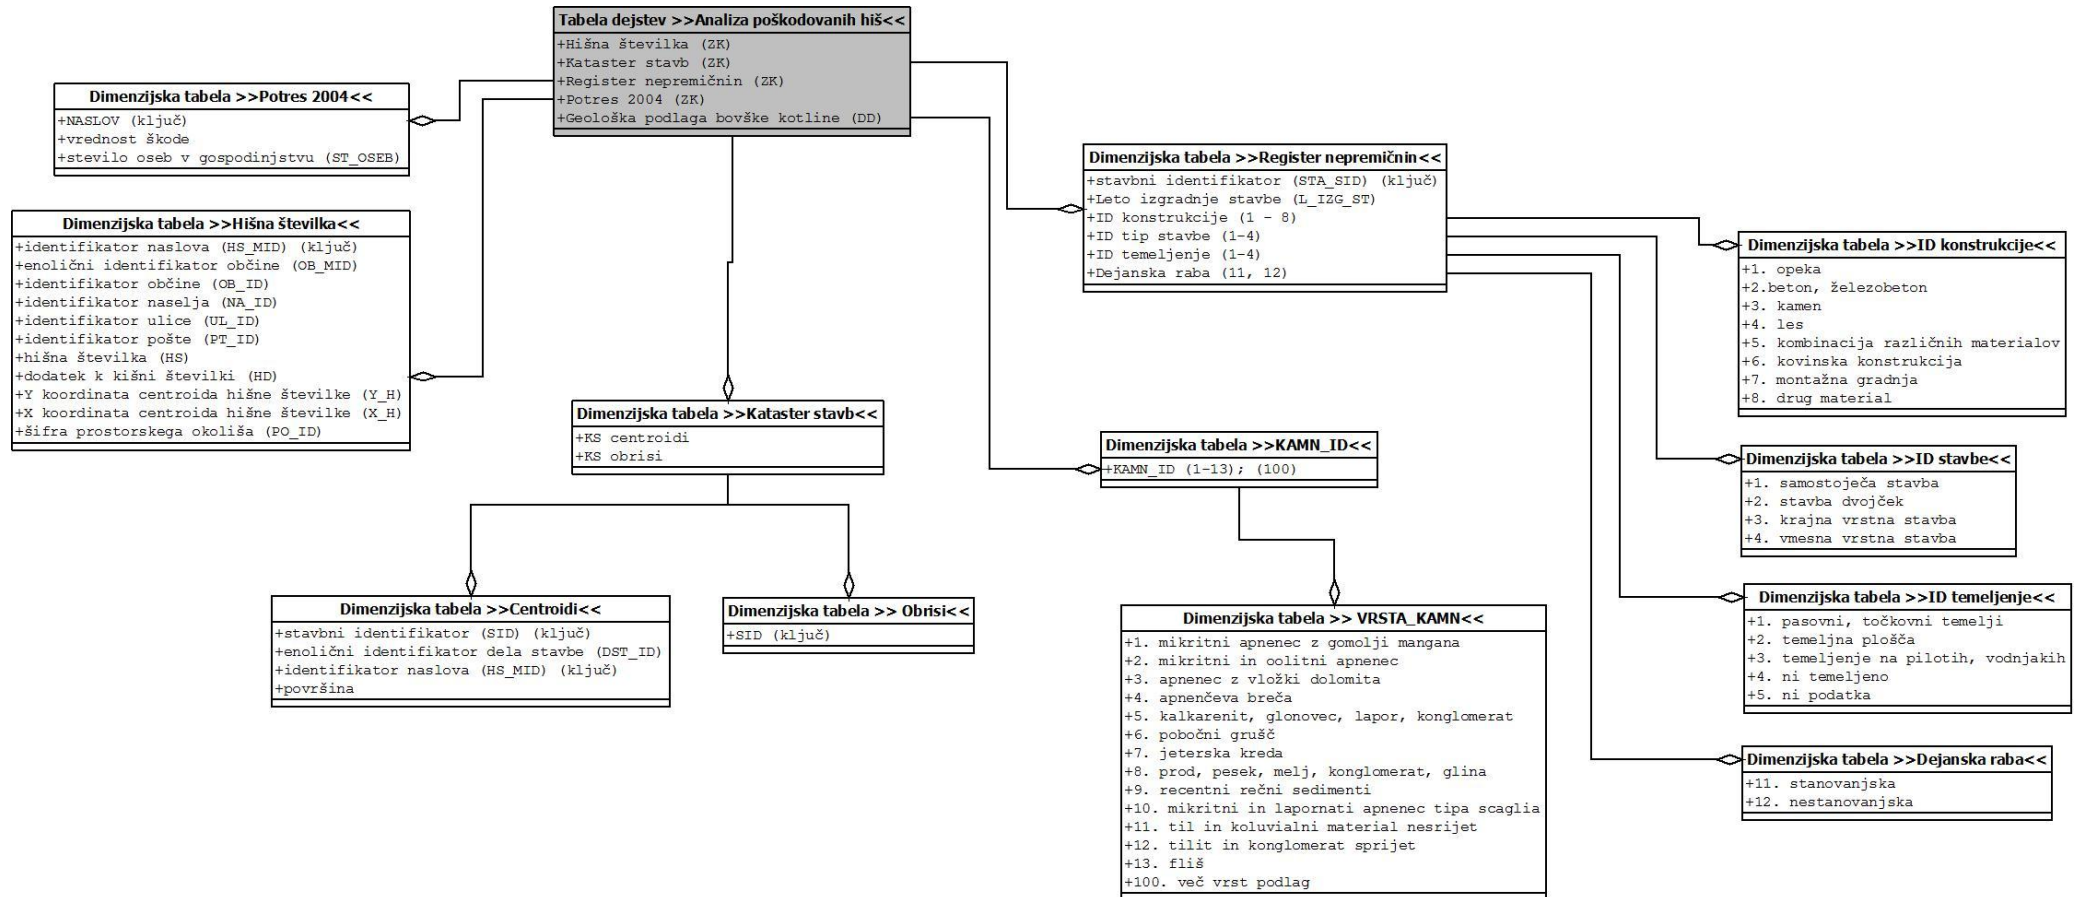 Tabela dejstev >>Analiza poškodovanih hiš<<
+Hišna številka (ZK)
+Kataster stavb (ZK)
+Register nepremičnin (ZK)
+Potres 2004 (ZK)
+Geološka podlaga bovške kotline (DD)
Dimenzijska tabela >>Potres 2004<<
+NASLOV (ključ)
+vrednost škode
+stevilo oseb v gospodinjstvu (ST_OSEB)
Dimenzijska tabela >>Hišna številka<<
+identifikator naslova (HS_MID) (ključ)
+enolični identifikator občine (OB_MID)
+identifikator občine (OB_ID)
+identifikator naselja (NA_ID)
+identifikator ulice (UL_ID)
+identifikator pošte (PT_ID)
+hišna številka (HS)
+dodatek k kišni številki (HD)
+Y koordinata centroida hišne številke (Y_H)
+X koordinata centroida hišne številke (X_H)
+šifra prostorskega okoliša (PO_ID)
Dimenzijska tabela >>Kataster stavb<<
+KS centroidi
+KS obrisi
Dimenzijska tabela >>Centroidi<<
+stavbni identifikator (SID) (ključ)
+enolični identifikator dela stavbe (DST_ID)
+identifikator naslova (HS_MID) (ključ)
+površina
Dimenzijska tabela >> Obrisi<<
+SID (ključ)
Dimenzijska tabela >>Register nepremičnin<<
+stavbni identifikator (STA_SID) (ključ)
+Leto izgradnje stavbe (L_IZG_ST)
+ID konstrukcije (1 - 8)
+ID tip stavbe (1-4)
+ID temeljenje (1-4)
+Dejanska raba (11, 12)
Dimenzijska tabela >>KAMN_ID<<
+KAMN_ID (1-13); (100)
Dimenzijska tabela >> VRSTA_KAMN<<
+1. mikritni apnenec z gomolji mangana
+2. mikritni in oolitni apnenec
+3. apnenec z vložki dolomita
+4. apnenčeva breča
+5. kalkarenit, glonovec, lapor, konglomerat
+6. pobočni grušč
+7. jeterska kreda
+8. prod, pesek, melj, konglomerat, glina
+9. recentni rečni sedimenti
+10. mikritni in lapornati apnenec tipa scaglia
+11. til in koluvialni material nesrijet
+12. tilit in konglomerat sprijet
+13. fliš
+100. več vrst podlag
Dimenzijska tabela >>ID konstrukcije<<
+1. opeka
+2.beton, železobeton
+3. kamen
+4. les
+5. kombinacija različnih materialov
+6. kovinska konstrukcija
+7. montažna gradnja
+8. drug material
Dimenzijska tabela >>ID stavbe<<
+1. samostoječa stavba
+2. stavba dvojček
+3. krajna vrstna stavba
+4. vmesna vrstna stavba
Dimenzijska tabela >>ID temeljenje<<
+1. pasovni, točkovni temelji
+2. temeljna plošča
+3. temeljenje na pilotih, vodnjakih
+4. ni temeljeno
+5. ni podatka
Dimenzijska tabela >>Dejanska raba<<
+11. stanovanjska
+12. nestanovanjska